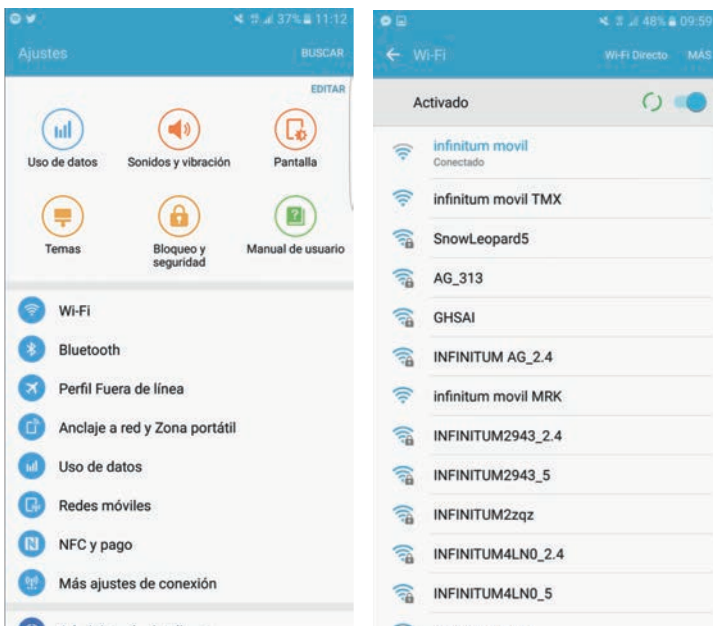 37% 11:12
Ajustes
BUSCAR
EDITAR
Uso de datos
Sonidos y vibración
Pantalla
Temas
Bloqueo y
seguridad
Manual de usuario
Wi-Fi
Bluetooth
Perfil Fuera de línea
Anclaje a red y Zona portátil
Uso de datos
Redes móviles
NFC y pago
Más ajustes de conexión
48% 09:59
Wi-Fi
Wi-Fi Directo
MÁS
Activado
infinitum movil
Conectado
infinitum movil TMX
SnowLeopard5
AG_313
GHSAI
INFINITUM AG_2.4
infinitum movil MRK
INFINITUM2943_2.4
INFINITUM2943_5
INFINITUM2zqz
INFINITUM4LN0_2.4
INFINITUM4LN0_5